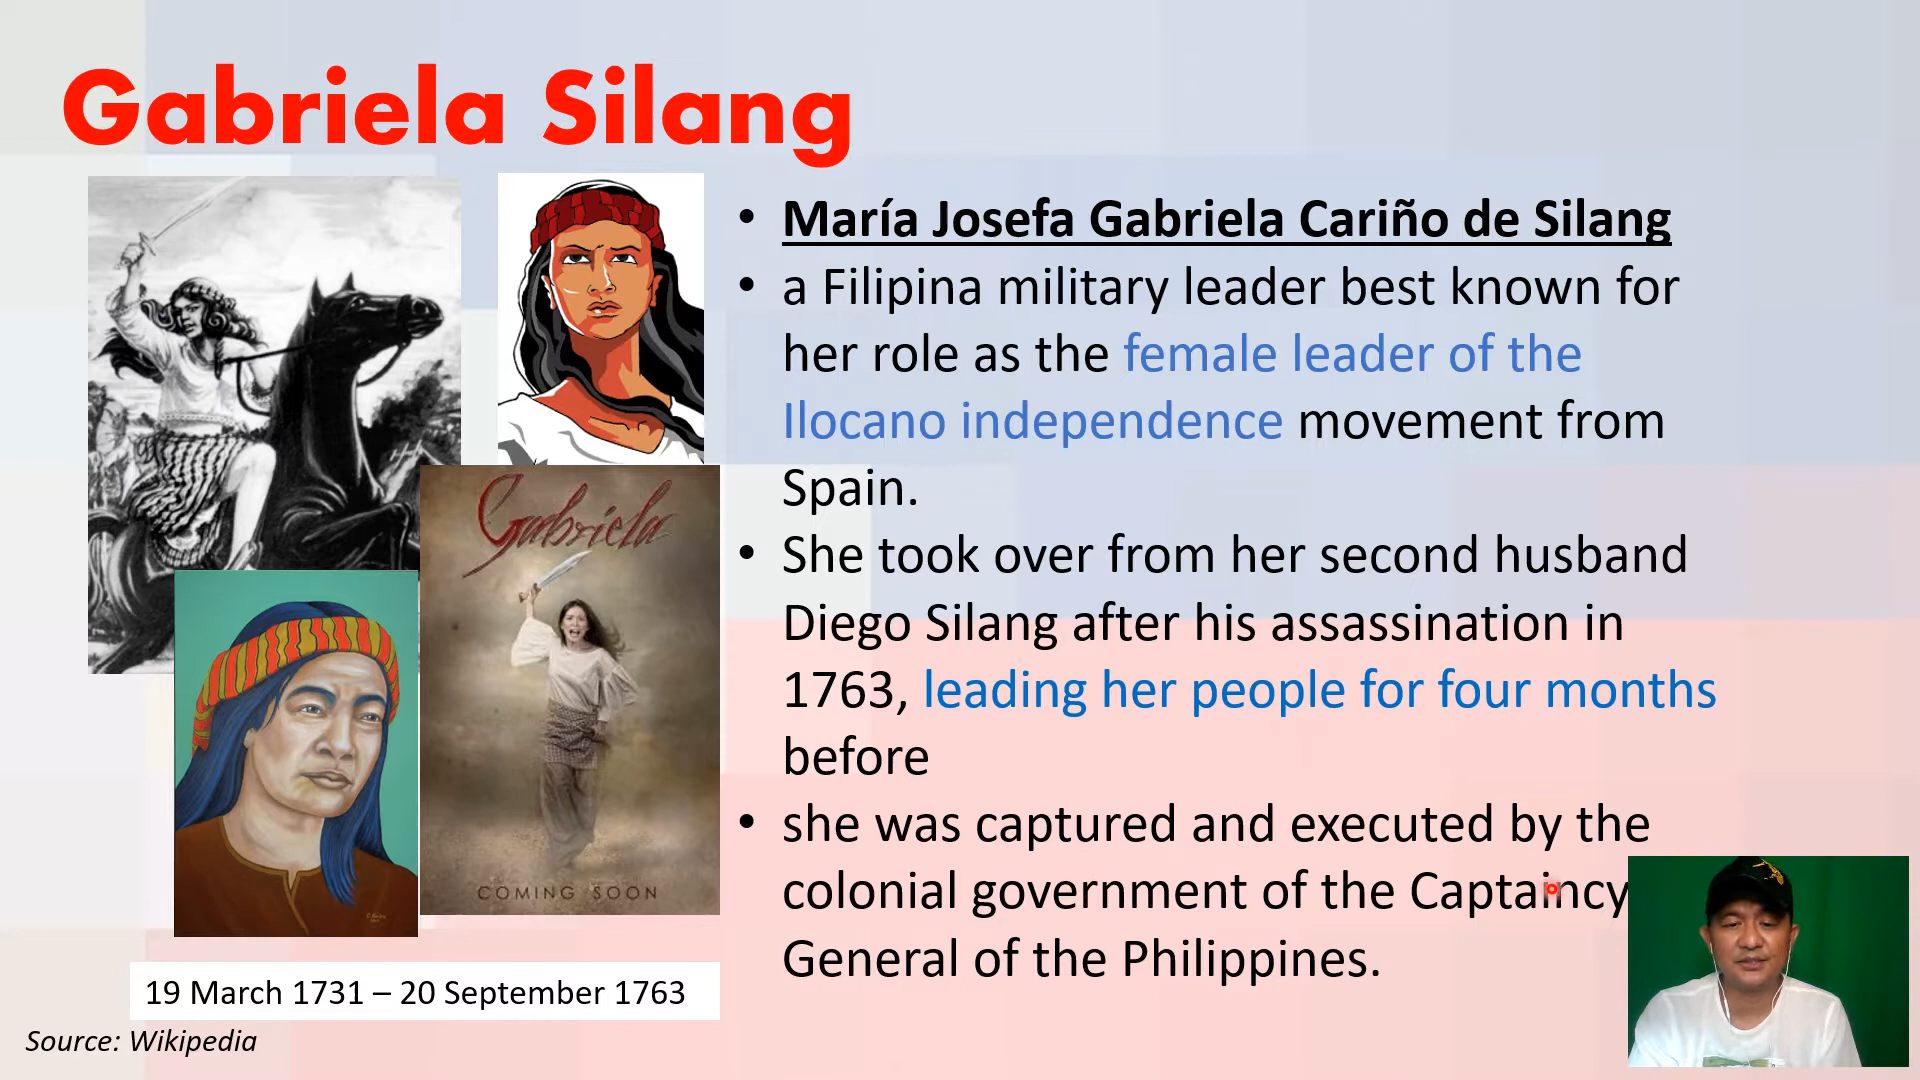 Gabriela Silang
• María Josefa Gabriela Cariño de Silang
• a Filipina military leader best known for
her role as the female leader of the
Ilocano independence movement from
Spain.
• She took over from her second husband
Diego Silang after his assassination in
1763, leading her people for four months
before
• she was captured and executed by the
colonial government of the Captaincy
General of the Philippines.
Gabriela
COMING SOON
19 March 1731 – 20 September 1763
Source: Wikipedia